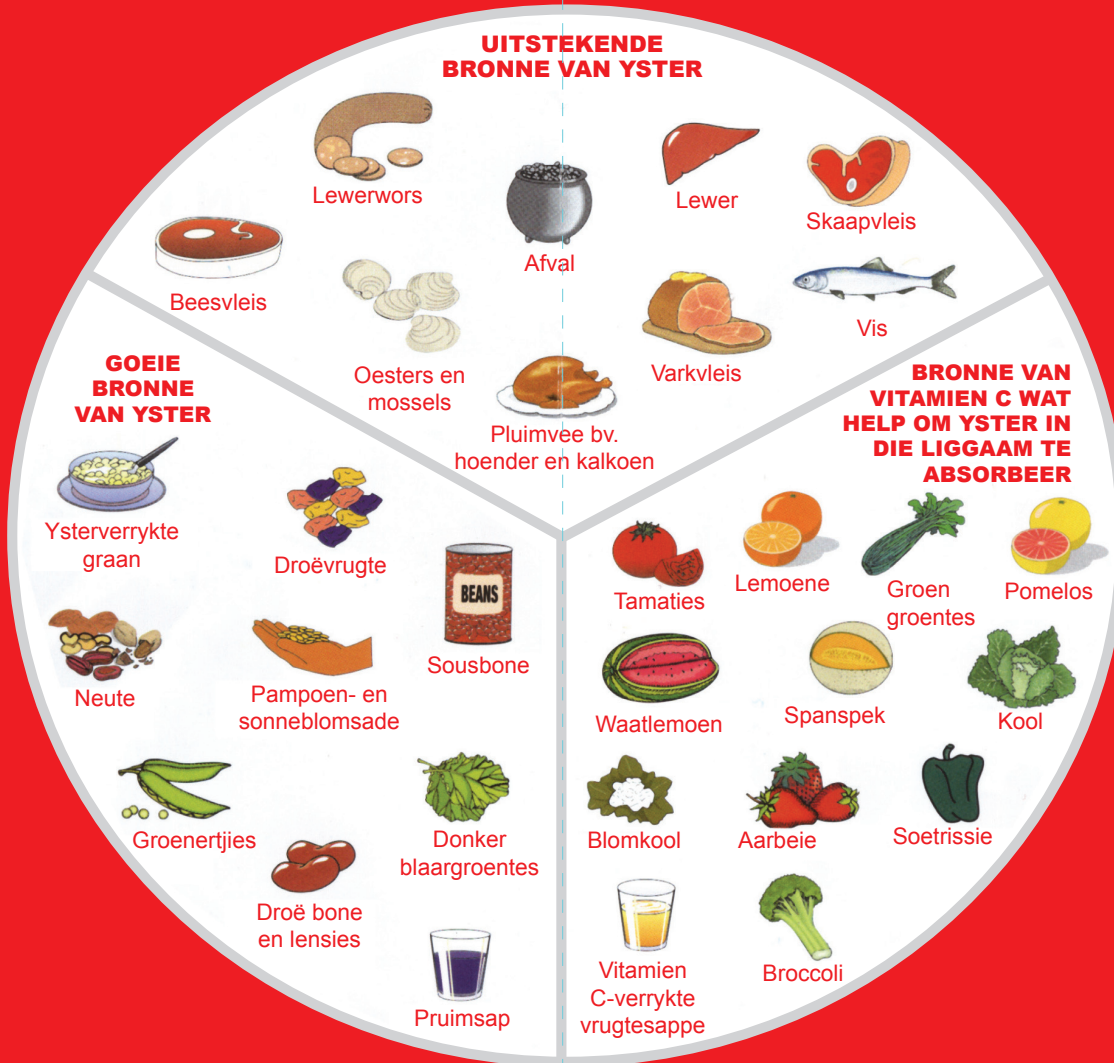 UITSTEKENDE
BRONNE VAN YSTER
Lewerwors
Lewer
Skaapvleis
Afval
Beesvleis
Vis
Oesters en
mossels
Varkvleis
Pluimvee bv.
hoender en kalkoen
GOEIE
BRONNE
VAN YSTER
Ysterverrykte
graan
Droëvrugte
BEANS
Sousbone
Neute
Pampoen- en
sonneblomsade
Groenertjies
Donker
blaargroentes
Droë bone
en lensies
Pruimsap
BRONNE VAN
VITAMIEN C WAT
HELP OM YSTER IN
DIE LIGGAAM TE
ABSORBEER
Tamaties
Lemoene
Groen
groentes
Pomelos
Waatlemoen
Spanspek
Kool
Blomkool
Aarbeie
Soetrissie
Vitamien
C-verrykte
vrugtesappe
Broccoli